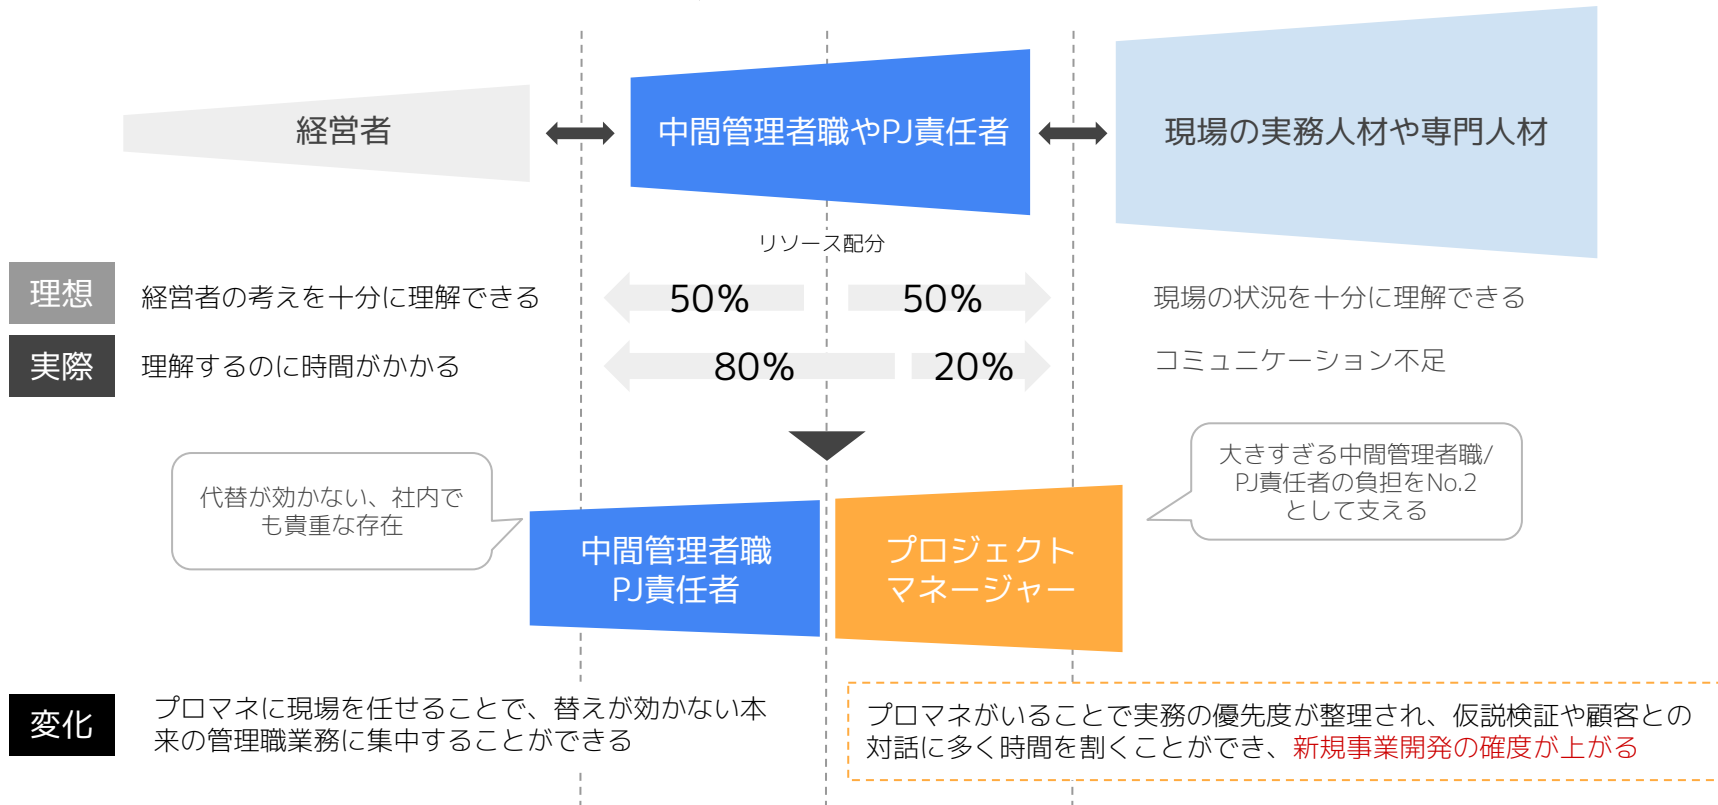 経営者
中間管理者職やPJ責任者
現場の実務人材や専門人材
リソース配分
理想
経営者の考えを十分に理解できる
50%
50%
現場の状況を十分に理解できる
実際
理解するのに時間がかかる
80%
20%
コミュニケーション不足
代替が効かない、社内で
も貴重な存在
大きすぎる中間管理者職/
PJ責任者の負担をNo.2
として支える
中間管理者職
PJ責任者
プロジェクト
マネージャー
変化
プロマネに現場を任せることで、替えが効かない本
来の管理職業務に集中することができる
プロマネがいることで実務の優先度が整理され、仮説検証や顧客との
対話に多く時間を割くことができ、新規事業開発の確度が上がる